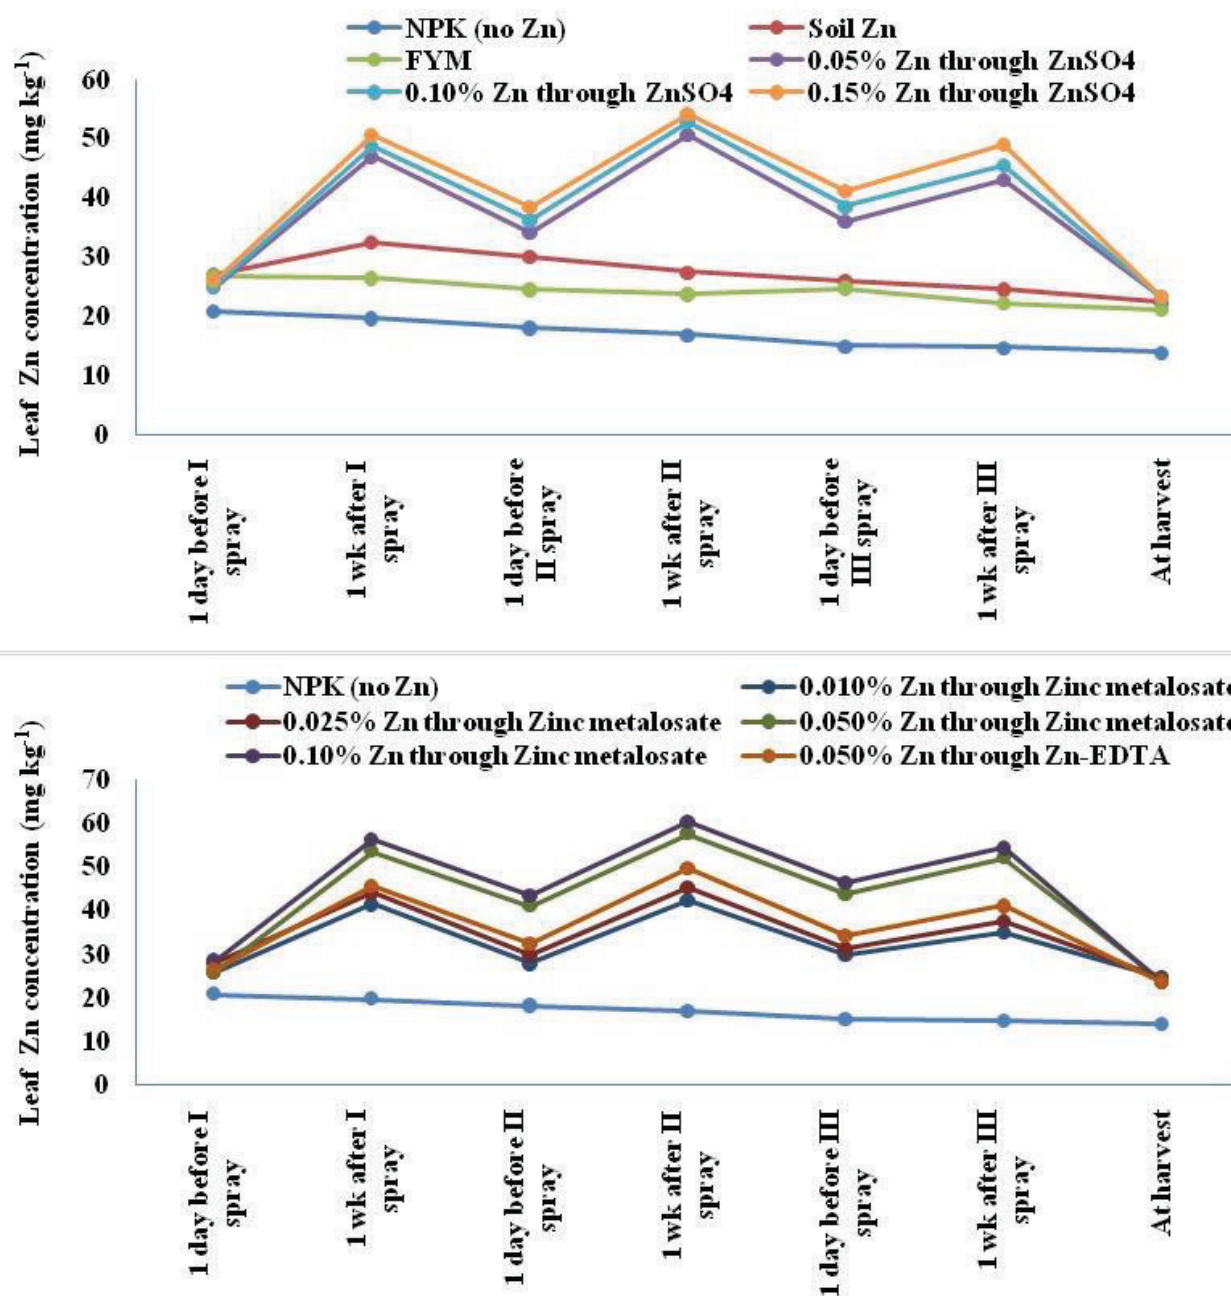 NPK (no Zn)
Soil Zn
FYM
0.05% Zn through ZnSO4
0.10% Zn through ZnSO4
0.15% Zn through ZnSO4
Leaf Zn concentration (mg kg-1)
60
50
40
30
20
10
0
1 day before I
spray
1 wk after I
spray
1 day before
II spray
1 wk after II
spray
1 day before
III spray
1 wk after III
spray
At harvest
NPK (no Zn)
0.010% Zn through Zinc metalosate
0.025% Zn through Zinc metalosate
0.050% Zn through Zinc metalosate
0.10% Zn through Zinc metalosate
0.050% Zn through Zn-EDTA
Leaf Zn concentration (mg kg-1)
70
60
50
40
30
20
10
0
1 day before I
spray
1 wk after I
spray
1 day before II
spray
1 wk after II
spray
1 day before III
spray
1 wk after III
spray
At harvest